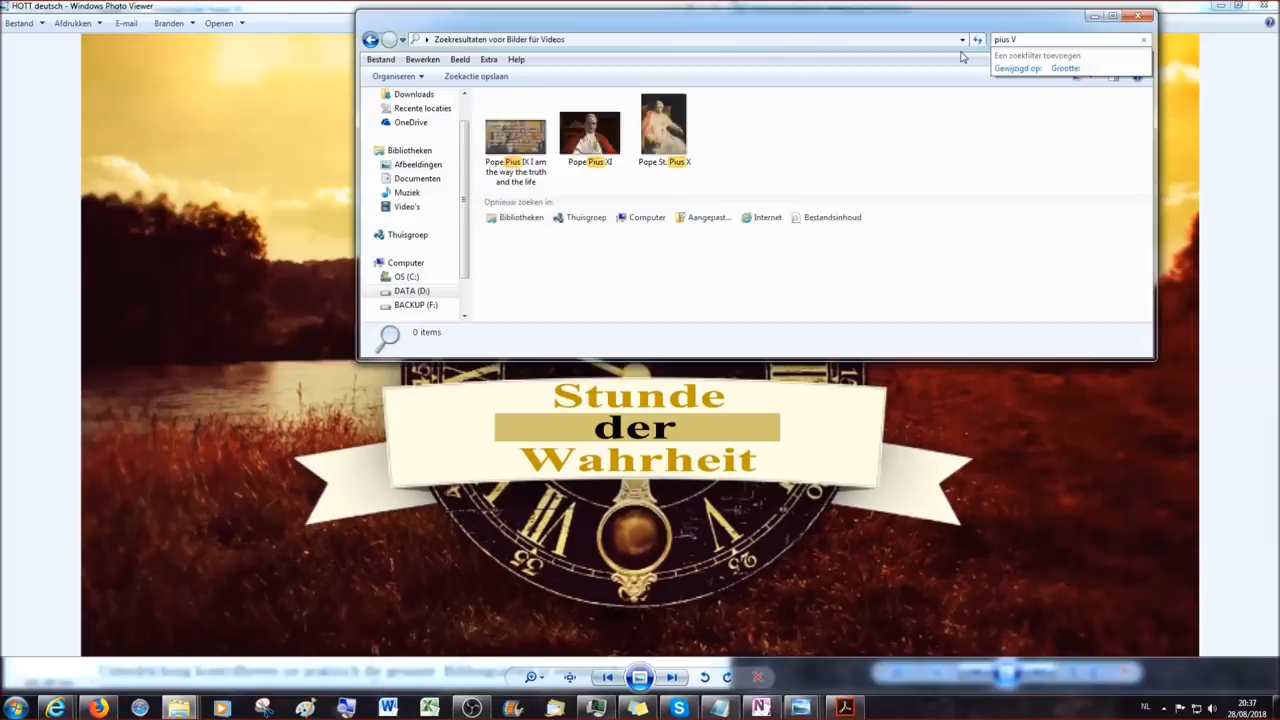 HOTT deutsch - Windows Photo Viewer
Bestand Afdrukken E-mail Branden Openen
Zoekresultaten voor Bilder für Videos
pius V
Een zoekfilter toevoegen
Gewijzigd op: Grootte:
Bestand Bewerken Beeld Extra Help
Organiseren Zoekactie opslaan
Downloads
Recente locaties
OneDrive
Bibliotheken
Afbeeldingen
Documenten
Muziek
Video's
Thuisgroep
Computer
OS (C:)
DATA (D:)
BACKUP (F:)
Pope Pius IX I am
the way the truth
and the life
Pope Pius XI
Pope St. Pius X
Opnieuw zoeken in:
Bibliotheken Thuisgroep Computer Aangepast... Internet Bestandsinhoud
0 items
Stunde
der
Wahrheit
35
25
NL
20:37
28/08/2018